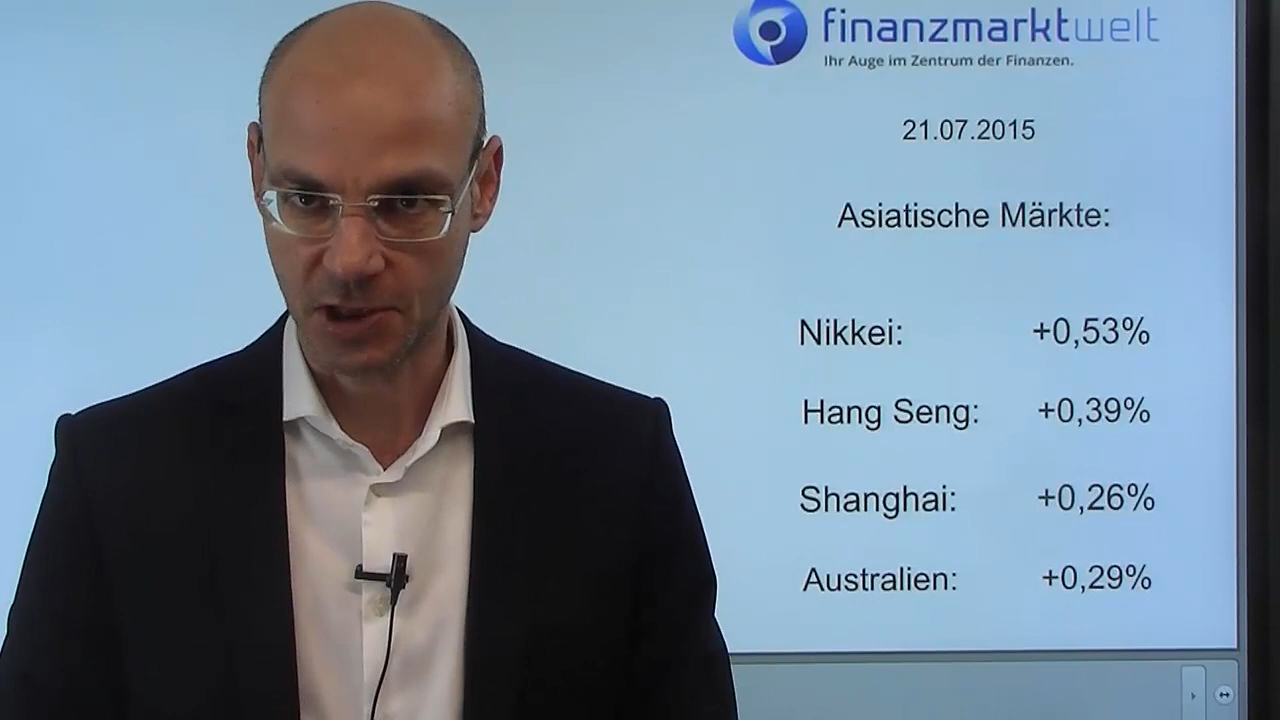 finanzmarktwelt
Ihr Auge im Zentrum der Finanzen.
21.07.2015
Asiatische Märkte:
Nikkei: +0,53%
Hang Seng: +0,39%
Shanghai: +0,26%
Australien: +0,29%